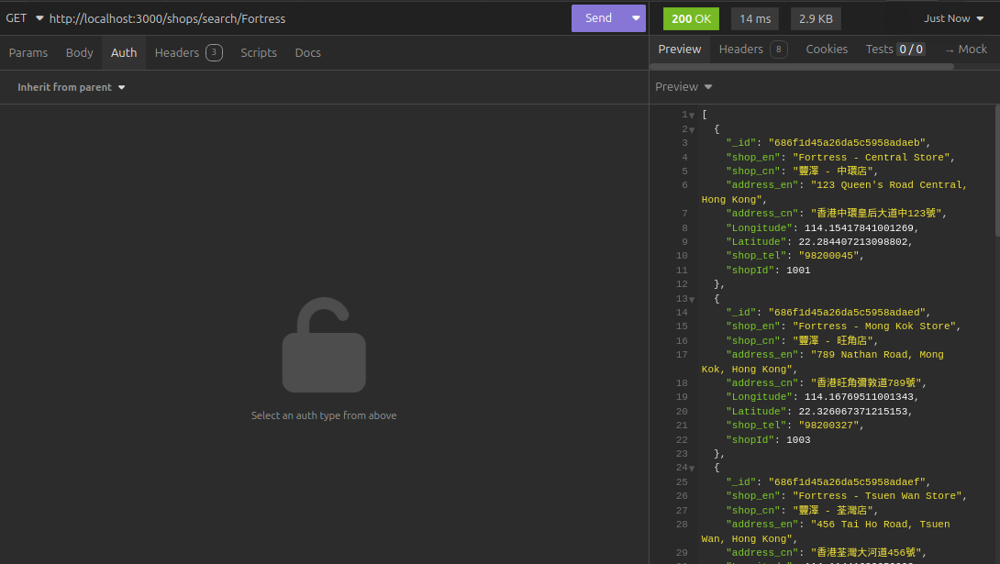 GET http://localhost:3000/shops/search/Fortress Send 200 OK 14 ms 2.9 KB Just Now
Params Body Auth Headers 3 Scripts Docs Preview Headers 8 Cookies Tests 0 / 0 → Mock
Inherit from parent Preview
1 [
2 {
3 "_id": "686f1d45a26da5c5958adaeb",
4 "shop_en": "Fortress - Central Store",
5 "shop_cn": "豐澤 - 中環店",
6 "address_en": "123 Queen's Road Central,
Hong Kong",
7 "address_cn": "香港中環皇后大道中123號",
8 "Longitude": 114.15417841001269,
9 "Latitude": 22.284407213098802,
10 "shop_tel": "98200045",
11 "shopId": 1001
12 },
13 {
14 "_id": "686f1d45a26da5c5958adaed",
15 "shop_en": "Fortress - Mong Kok Store",
16 "shop_cn": "豐澤 - 旺角店",
17 "address_en": "789 Nathan Road, Mong
Kok, Hong Kong",
18 "address_cn": "香港旺角彌敦道789號",
19 "Longitude": 114.16769511001343,
20 "Latitude": 22.326067371215153,
21 "shop_tel": "98200327",
22 "shopId": 1003
23 },
24 {
25 "_id": "686f1d45a26da5c5958adaef",
26 "shop_en": "Fortress - Tsuen Wan Store",
27 "shop_cn": "豐澤 - 荃灣店",
28 "address_en": "456 Tai Ho Road, Tsuen
Wan, Hong Kong",
29 "address_cn": "香港荃灣大河道456號",
Select an auth type from above